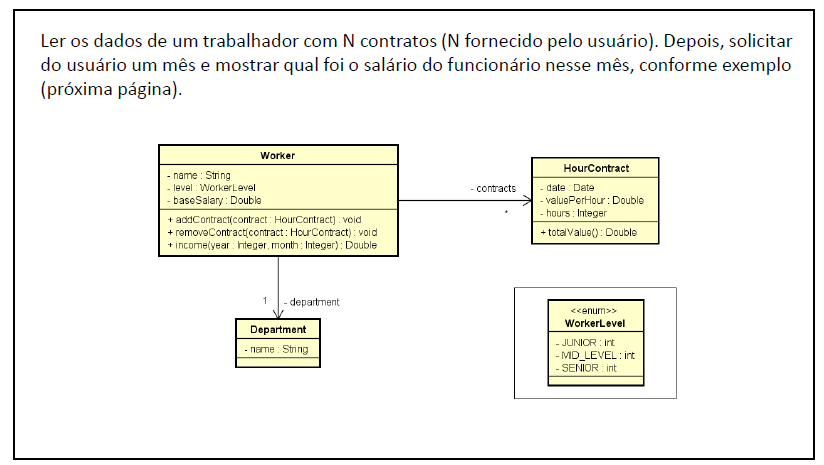 Ler os dados de um trabalhador com N contratos (N fornecido pelo usuário). Depois, solicitar
do usuário um mês e mostrar qual foi o salário do funcionário nesse mês, conforme exemplo
(próxima página).
Worker
- name : String
- level : WorkerLevel
- baseSalary : Double
+ addContract(contract : HourContract) : void
+ removeContract(contract : HourContract) : void
+ income(year : Integer, month : Integer) : Double
- contracts
*
HourContract
- date : Date
- valuePerHour : Double
- hours : Integer
+ totalValue() : Double
1
- department
Department
- name : String
<<enum>>
WorkerLevel
- JUNIOR : int
- MID_LEVEL : int
- SENIOR : int